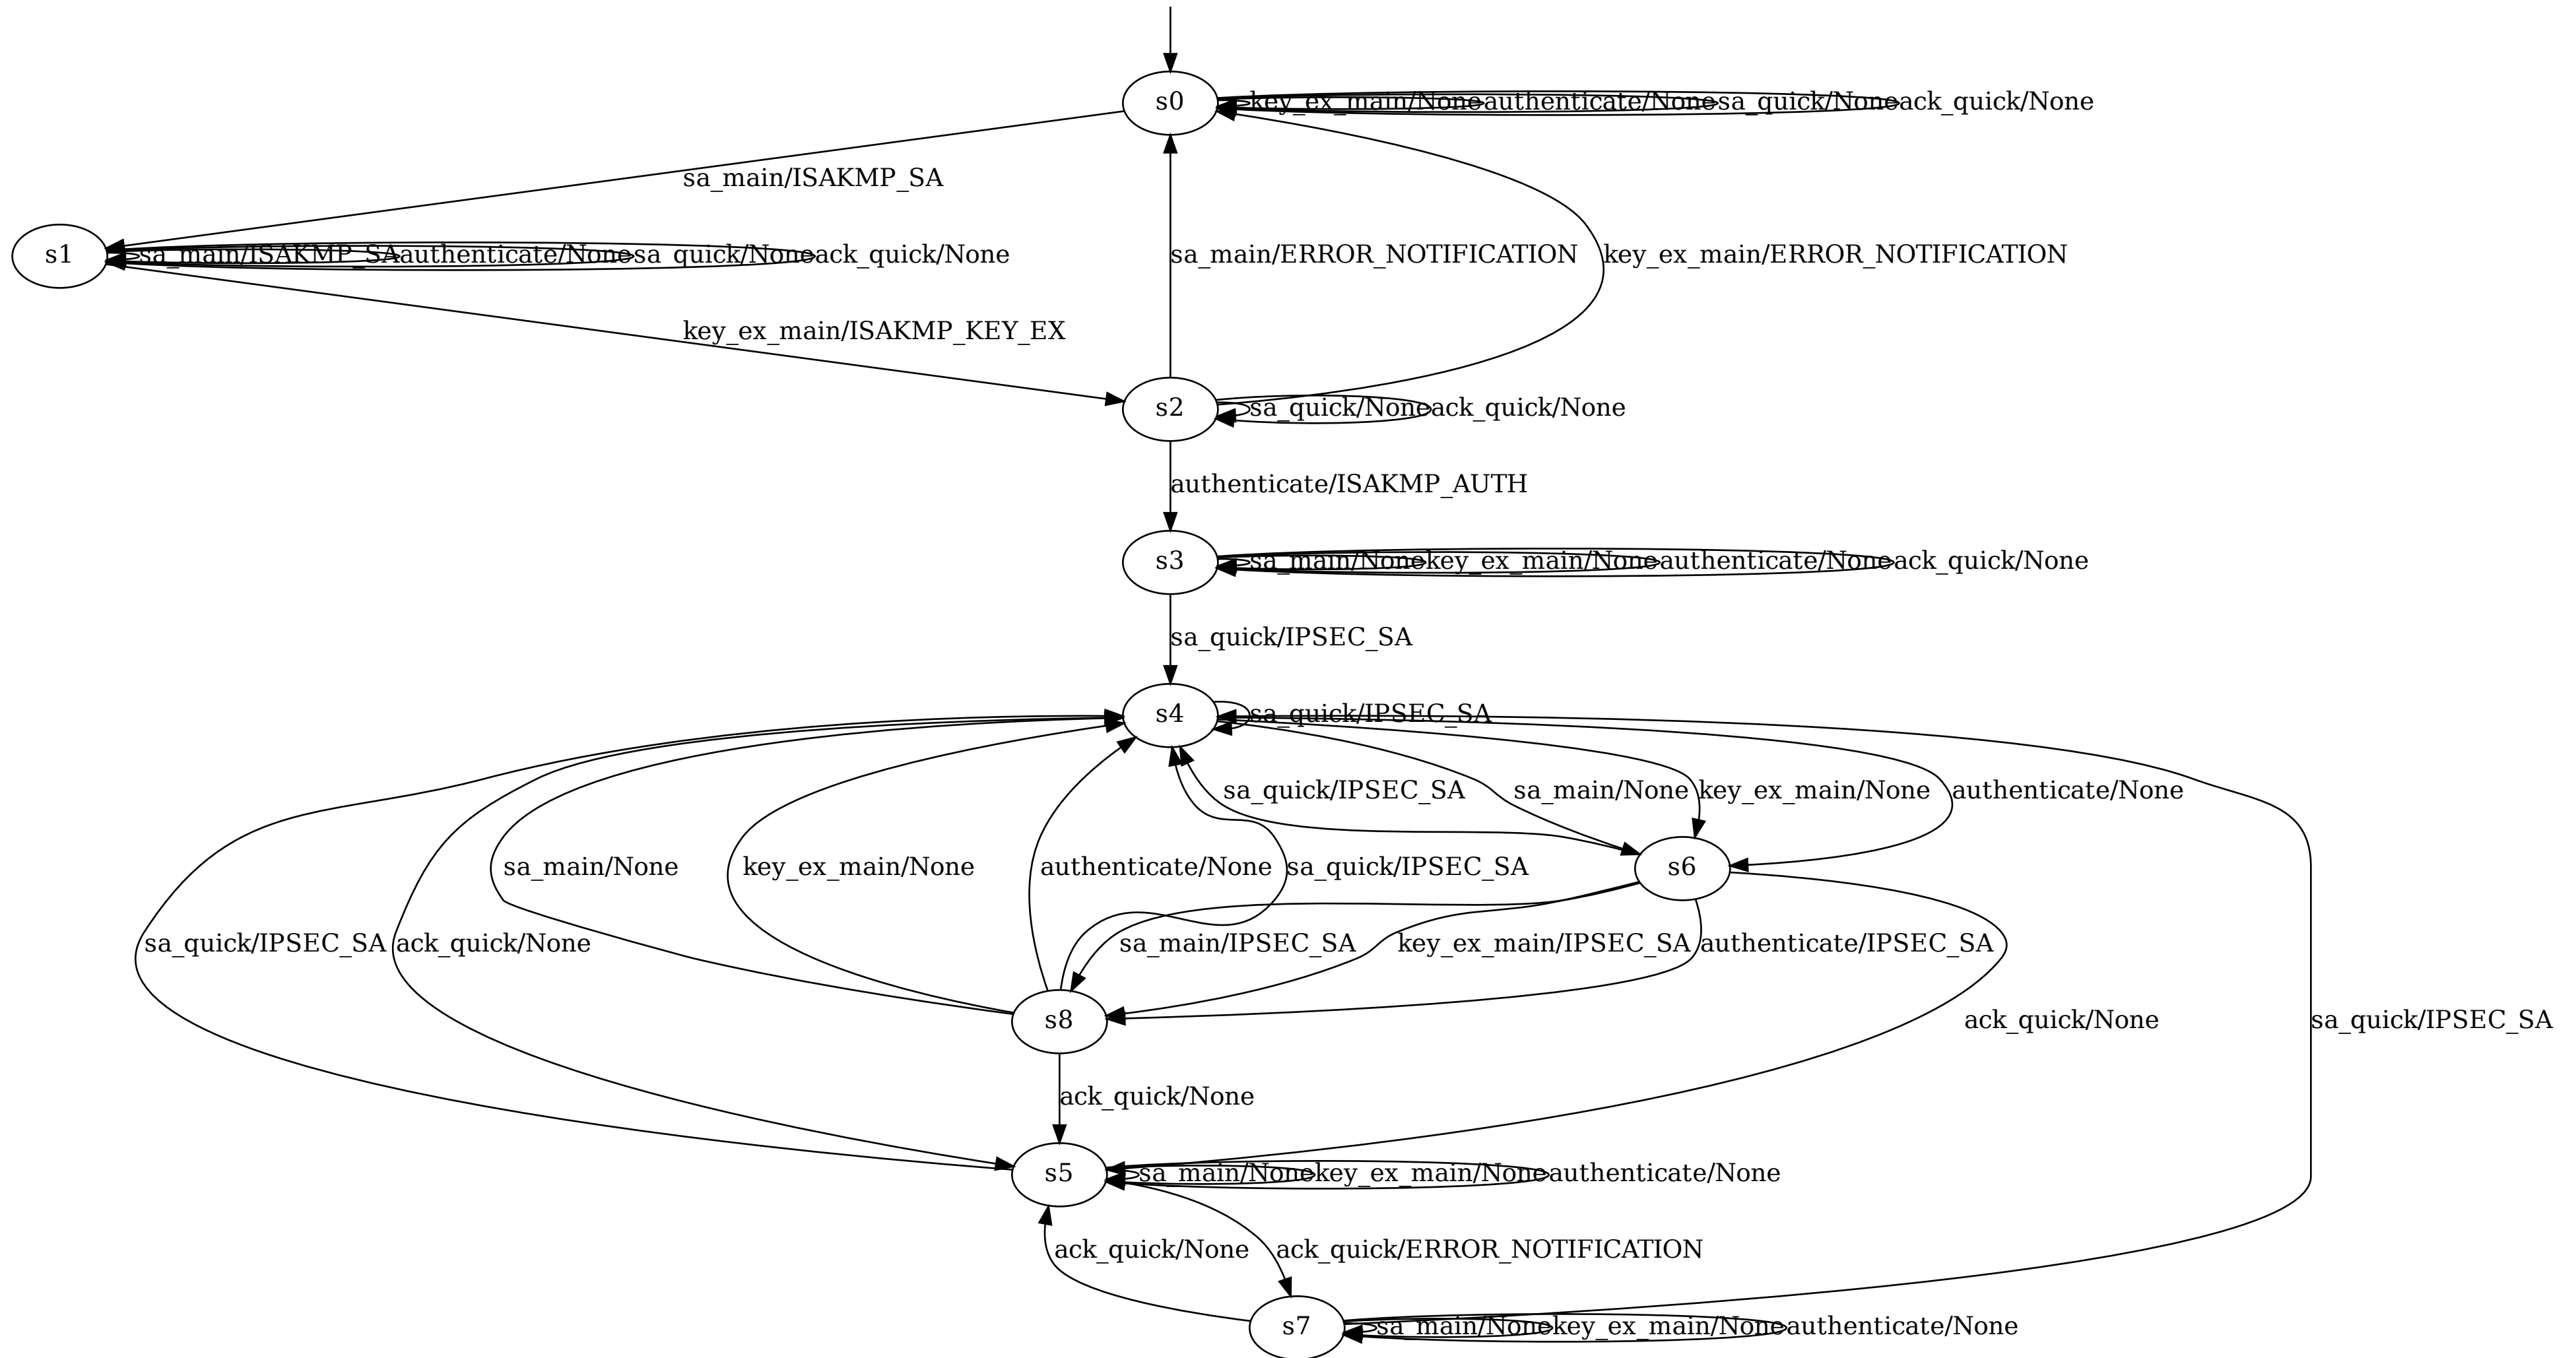 s0
key_ex_main/None
authenticate/None
sa_quick/None
ack_quick/None
sa_main/ISAKMP_SA
s1
sa_main/ISAKMP_SA
authenticate/None
sa_quick/None
ack_quick/None
sa_main/ERROR_NOTIFICATION
key_ex_main/ERROR_NOTIFICATION
key_ex_main/ISAKMP_KEY_EX
s2
sa_quick/None
ack_quick/None
authenticate/ISAKMP_AUTH
s3
sa_main/None
key_ex_main/None
authenticate/None
ack_quick/None
sa_quick/IPSEC_SA
s4
sa_quick/IPSEC_SA
sa_quick/IPSEC_SA
sa_main/None
key_ex_main/None
authenticate/None
sa_main/None
key_ex_main/None
authenticate/None
sa_quick/IPSEC_SA
s6
sa_quick/IPSEC_SA
ack_quick/None
sa_main/IPSEC_SA
key_ex_main/IPSEC_SA
authenticate/IPSEC_SA
s8
ack_quick/None
sa_quick/IPSEC_SA
ack_quick/None
s5
sa_main/None
key_ex_main/None
authenticate/None
ack_quick/None
ack_quick/ERROR_NOTIFICATION
s7
sa_main/None
key_ex_main/None
authenticate/None